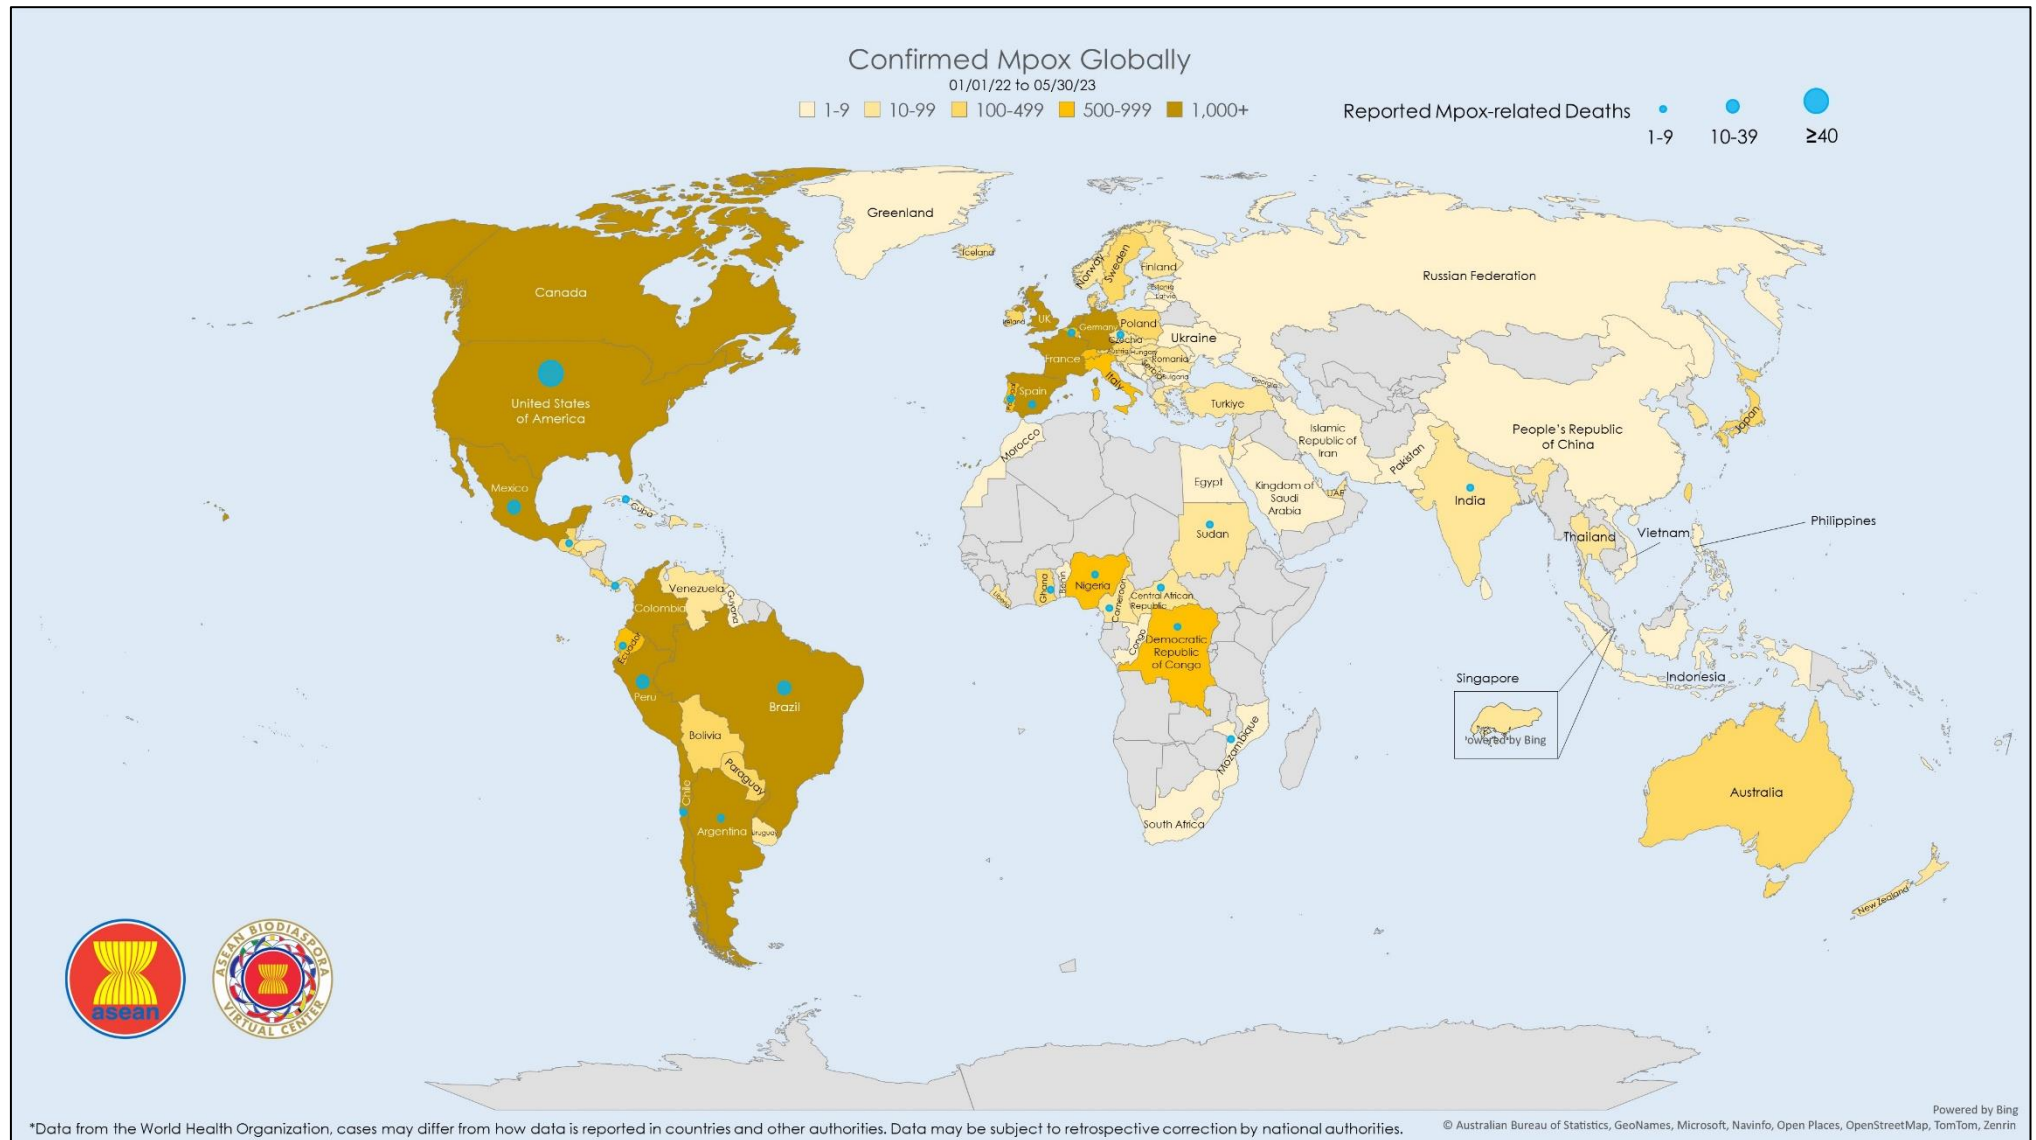 Confirmed Mpox Globally
01/01/22 to 05/30/23
1-9 10-99 100-499 500-999 1,000+
Reported Mpox-related Deaths
1-9 10-39 ≥40
Greenland
Iceland
Norway
Sweden
Finland
Russian Federation
Canada
Estonia
Latvia
Ireland
UK
Germany
Poland
Czechia
Ukraine
France
Hungary
Romania
Serbia
Bulgaria
Italy
Spain
Georgia
Turkiye
United States
of America
Morocco
Islamic
Republic of
Iran
Pakistan
People's Republic
of China
Japan
Mexico
Cuba
Egypt
Kingdom of
Saudi
Arabia
UAE
India
Sudan
Thailand
Vietnam
Philippines
Venezuela
Guyana
Colombia
Liberia
Ghana
Benin
Nigeria
Cameroon
Central African
Republic
Ecuador
Congo
Democratic
Republic
of Congo
Peru
Brazil
Singapore
Indonesia
Powered by Bing
Bolivia
Paraguay
Mozambique
Chile
Argentina
Uruguay
South Africa
Australia
New Zealand
asean
ASEAN BIODIASPORA
VIRTUAL CENTER
Powered by Bing
*Data from the World Health Organization, cases may differ from how data is reported in countries and other authorities. Data may be subject to retrospective correction by national authorities.
© Australian Bureau of Statistics, GeoNames, Microsoft, Navinfo, Open Places, OpenStreetMap, TomTom, Zenrin